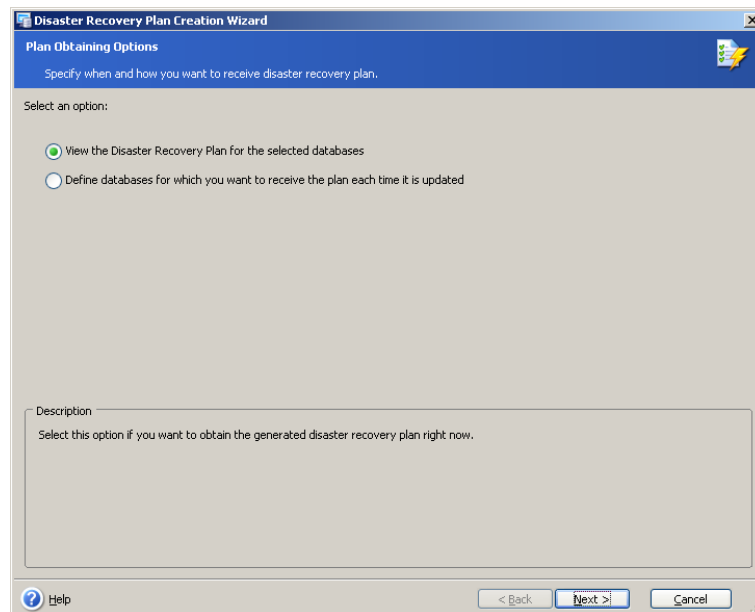 Disaster Recovery Plan Creation Wizard
Plan Obtaining Options
Specify when and how you want to receive disaster recovery plan.
Select an option:
View the Disaster Recovery Plan for the selected databases
Define databases for which you want to receive the plan each time it is updated
Description
Select this option if you want to obtain the generated disaster recovery plan right now.
Help
< Back
Next >
Cancel